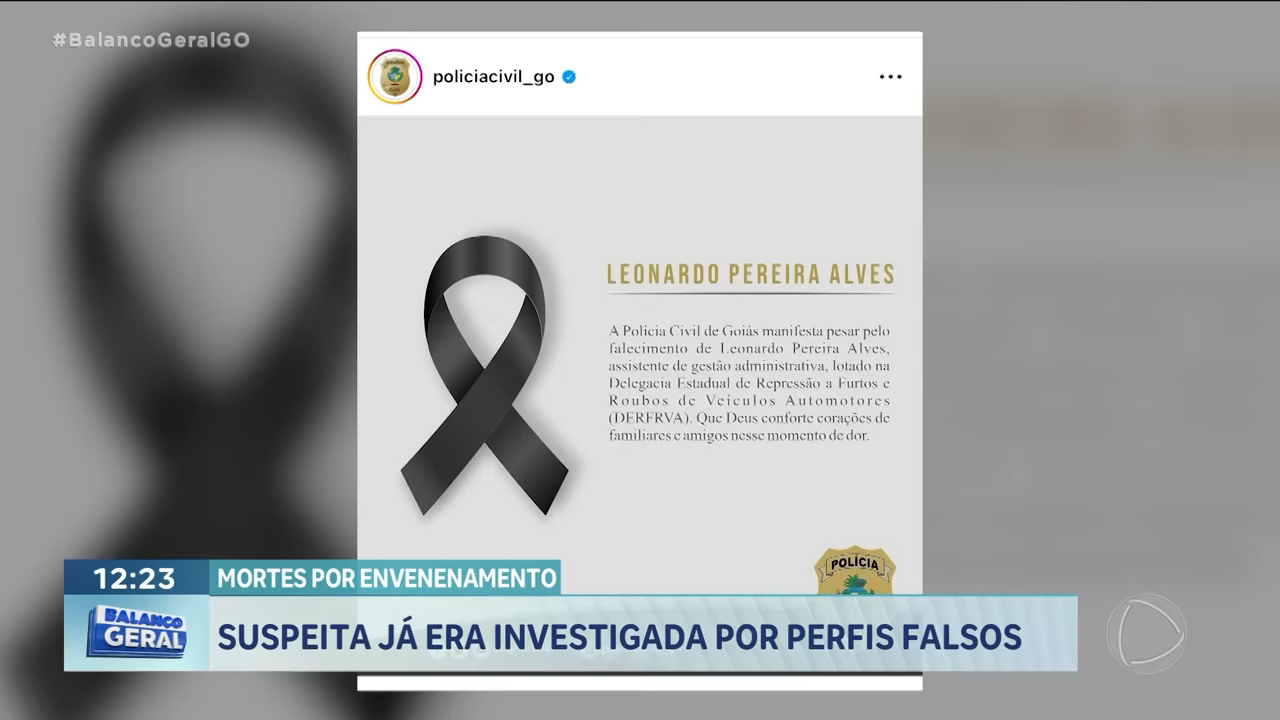 #BalancoGeralGO
policiacivil_go
LEONARDO PEREIRA ALVES
A Polícia Civil de Goiás manifesta pesar pelo
falecimento de Leonardo Pereira Alves,
assistente de gestão administrativa, lotado na
Delegacia Estadual de Repressão a Furtos e
Roubos de Veículos Automotores
(DERFRVA). Que Deus conforte corações de
familiares e amigos nesse momento de dor.
POLÍCIA
12:23
MORTES POR ENVENENAMENTO
BALANÇO
GERAL
SUSPEITA JÁ ERA INVESTIGADA POR PERFIS FALSOS